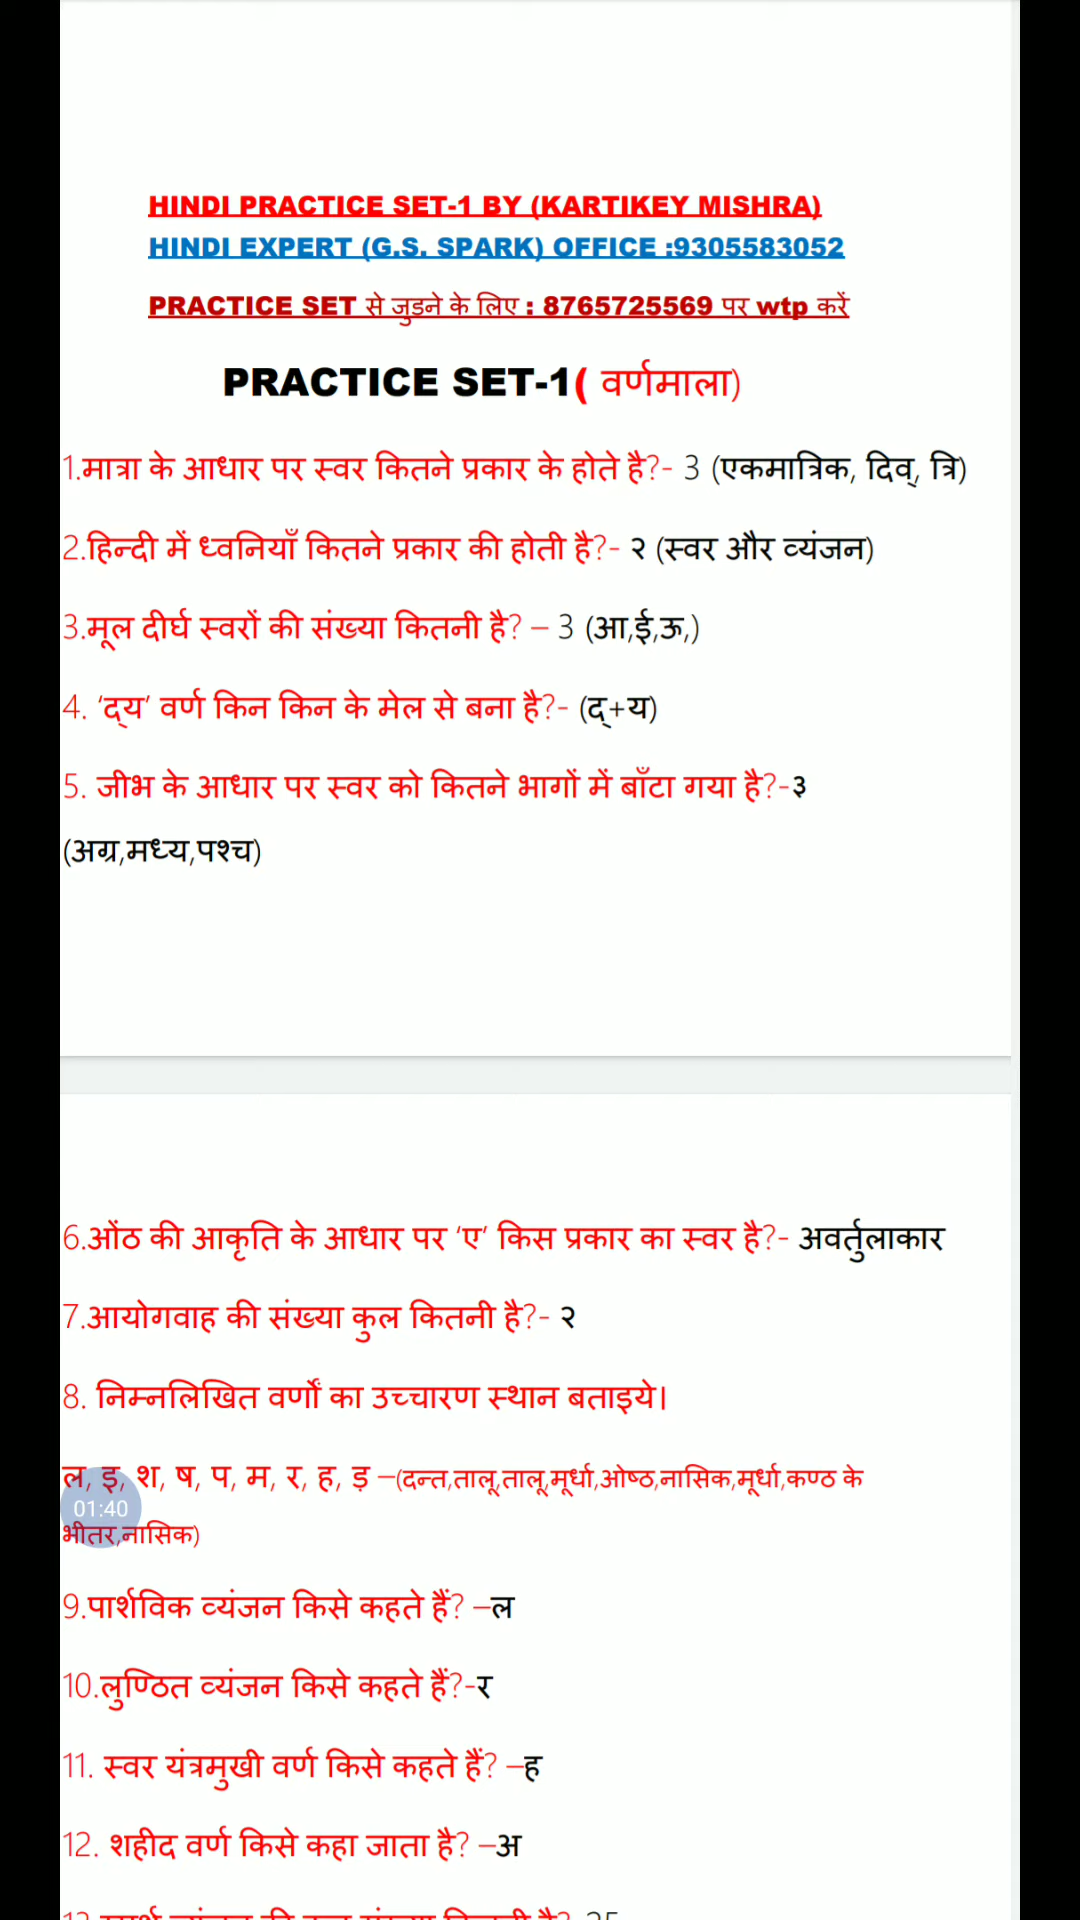 HINDI PRACTICE SET-1 BY (KARTIKEY MISHRA)
HINDI EXPERT (G.S. SPARK) OFFICE :9305583052
PRACTICE SET से जुडने के लिए : 8765725569 पर wtp करें
PRACTICE SET-1( वर्णमाला)
1.मात्रा के आधार पर स्वर कितने प्रकार के होते है?- 3 (एकमात्रिक, दिव्, त्रि)
2.हिन्दी में ध्वनियाँ कितने प्रकार की होती है?- २ (स्वर और व्यंजन)
3.मूल दीर्घ स्वरों की संख्या कितनी है? – 3 (आ,ई,ऊ,)
4. ‘द्‌य’ वर्ण किन किन के मेल से बना है?- (द्+य)
5. जीभ के आधार पर स्वर को कितने भागों में बाँटा गया है?-३
(अग्र,मध्य,पश्च)
6.ओंठ की आकृति के आधार पर ‘ए’ किस प्रकार का स्वर है?- अवर्तुलाकार
7.आयोगवाह की संख्या कुल कितनी है?- २
8. निम्नलिखित वर्णों का उच्चारण स्थान बताइये।
ल, इ, श, ष, प, म, र, ह, ड़ –(दन्त,तालू,तालू,मूर्धा,ओष्ठ,नासिक,मूर्धा,कण्ठ के
01:40
भीतर,नासिक)
9.पार्शविक व्यंजन किसे कहते हैं? –ल
10.लुण्ठित व्यंजन किसे कहते हैं?-र
11. स्वर यंत्रमुखी वर्ण किसे कहते हैं? –ह
12. शहीद वर्ण किसे कहा जाता है? –अ